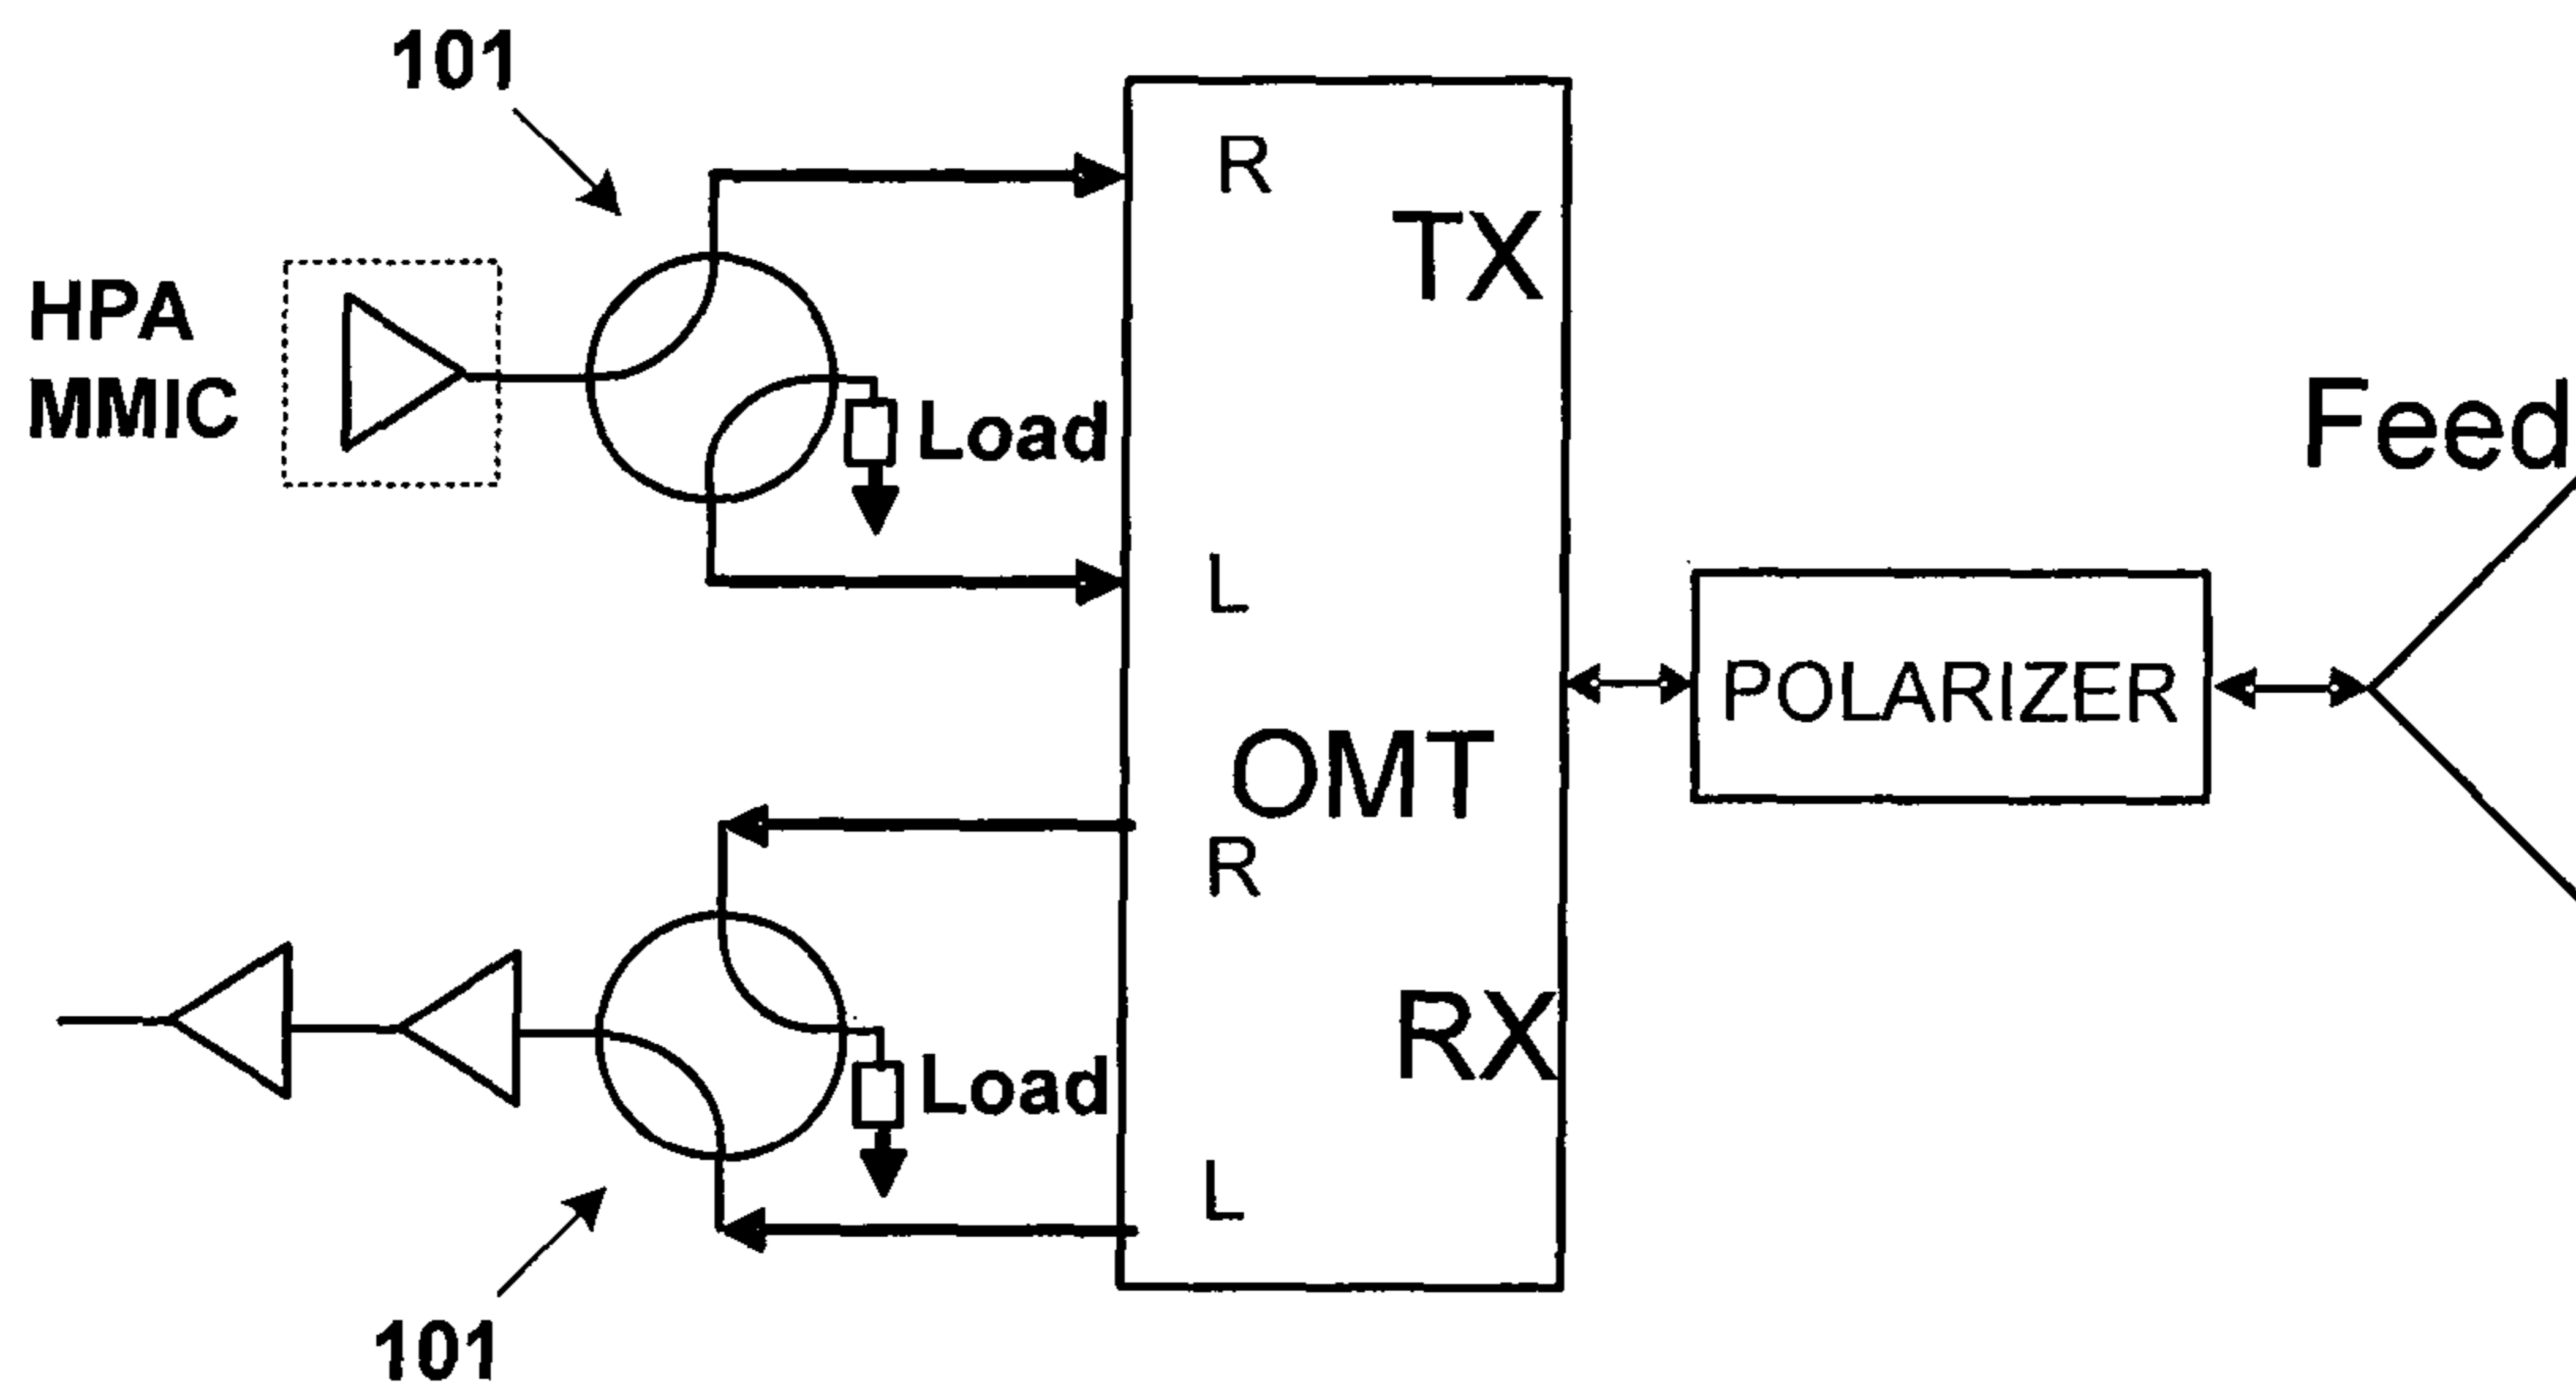 101
R
TX
HPA
MMIC
Load
Feed
L
POLARIZER
OMT
R
RX
Load
L
101